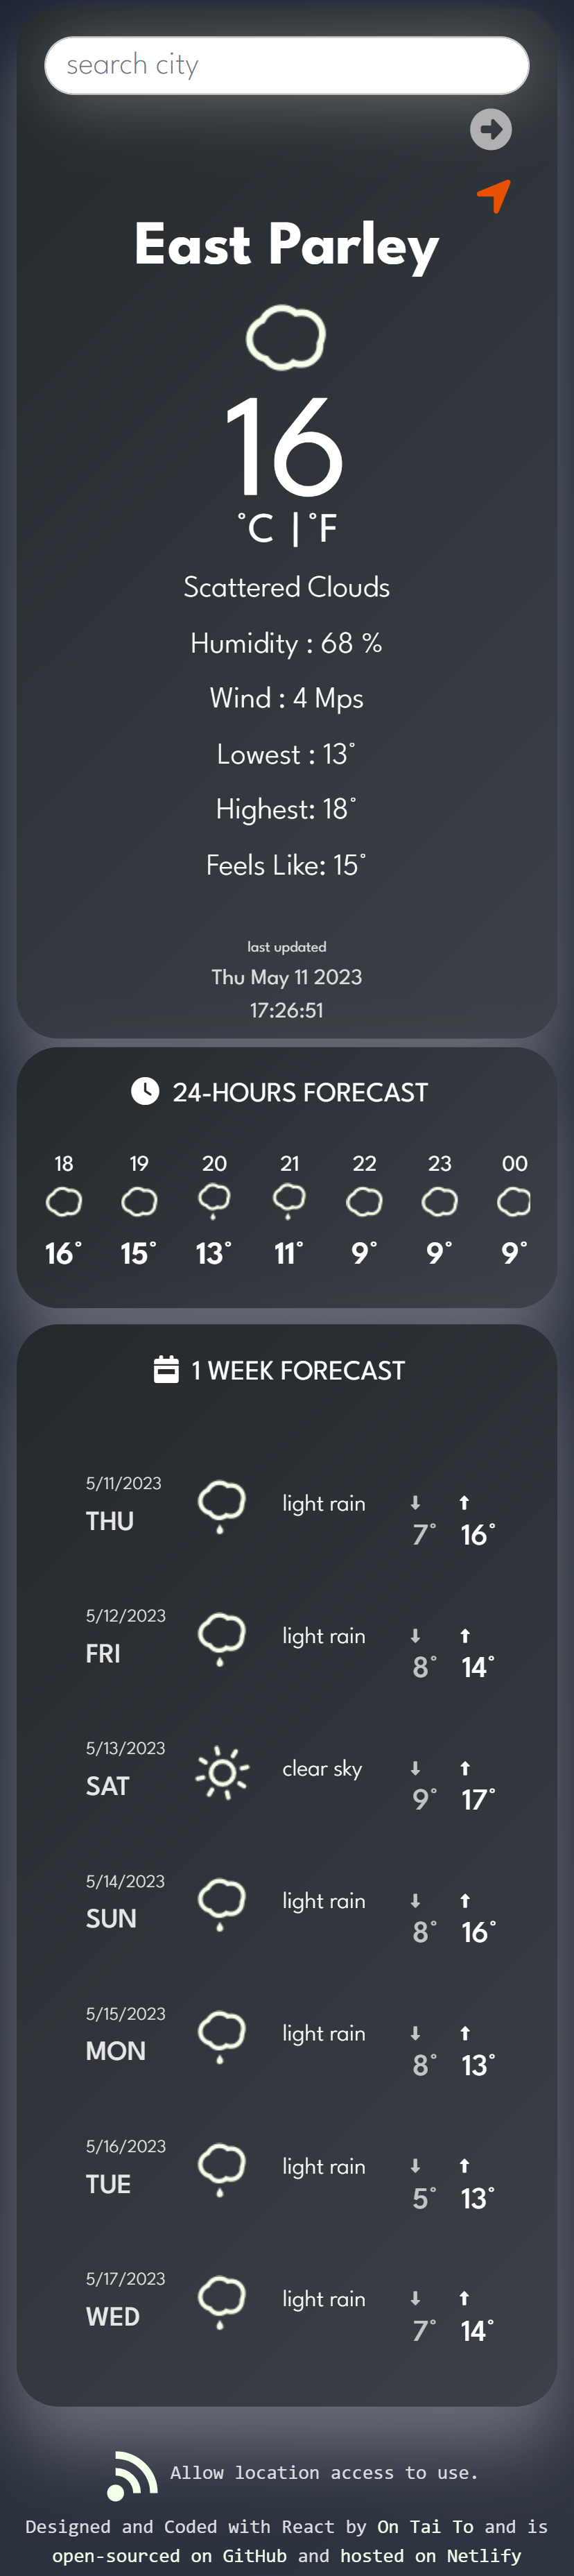 search city
East Parley
16
°C | °F
Scattered Clouds
Humidity : 68 %
Wind : 4 Mps
Lowest : 13°
Highest: 18°
Feels Like: 15°
last updated
Thu May 11 2023
17:26:51
24-HOURS FORECAST
18 19 20 21 22 23 00
16° 15° 13° 11° 9° 9° 9°
1 WEEK FORECAST
5/11/2023
THU
light rain
7° 16°
5/12/2023
FRI
light rain
8° 14°
5/13/2023
SAT
clear sky
9° 17°
5/14/2023
SUN
light rain
8° 16°
5/15/2023
MON
light rain
8° 13°
5/16/2023
TUE
light rain
5° 13°
5/17/2023
WED
light rain
7° 14°
Allow location access to use.
Designed and Coded with React by On Tai To and is
open-sourced on GitHub and hosted on Netlify